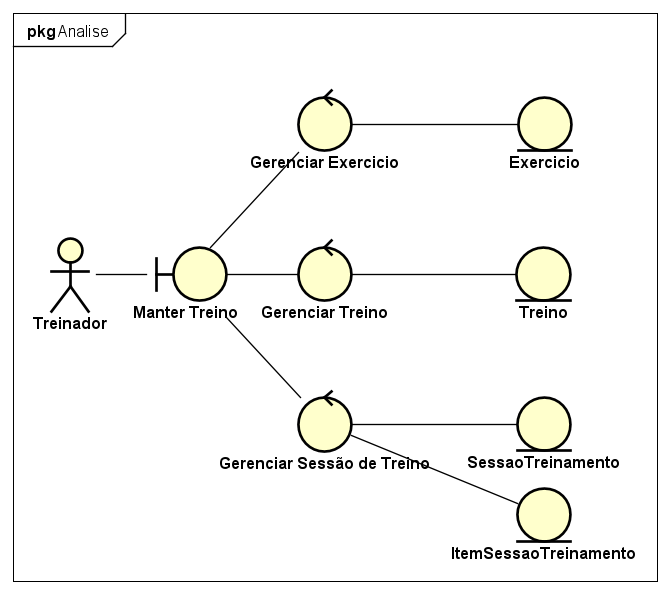 pkg Analise
Gerenciar Exercicio
Exercicio
Treinador
Manter Treino
Gerenciar Treino
Treino
Gerenciar Sessão de Treino
SessaoTreinamento
ItemSessaoTreinamento